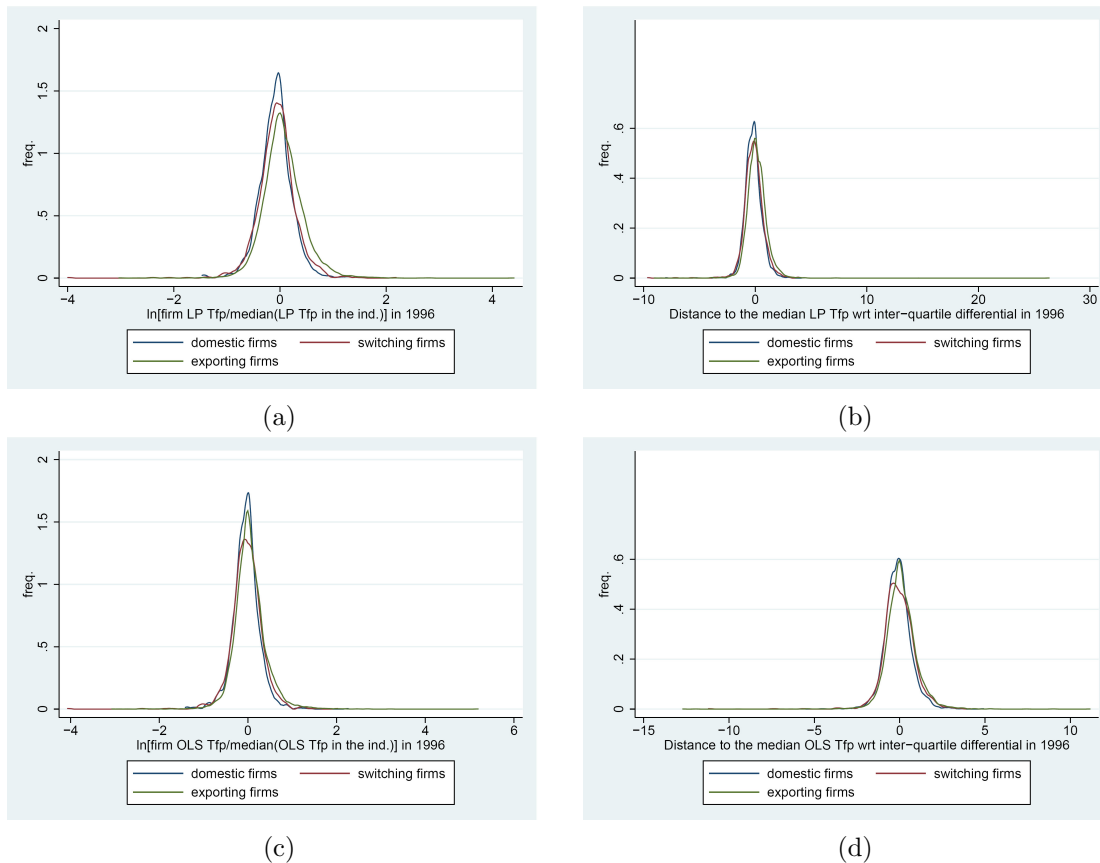 2
1.5
1
.5
0
freq.
−4 −2 0 2 4
ln[firm LP Tfp/median(LP Tfp in the ind.)] in 1996
domestic firms switching firms
exporting firms
(a)
.6
.4
.2
0
freq.
−10 0 10 20 30
Distance to the median LP Tfp wrt inter−quartile differential in 1996
domestic firms switching firms
exporting firms
(b)
2
1.5
1
.5
0
freq.
−4 −2 0 2 4 6
ln[firm OLS Tfp/median(OLS Tfp in the ind.)] in 1996
domestic firms switching firms
exporting firms
(c)
.6
.4
.2
0
freq.
−15 −10 −5 0 5 10
Distance to the median OLS Tfp wrt inter−quartile differential in 1996
domestic firms switching firms
exporting firms
(d)